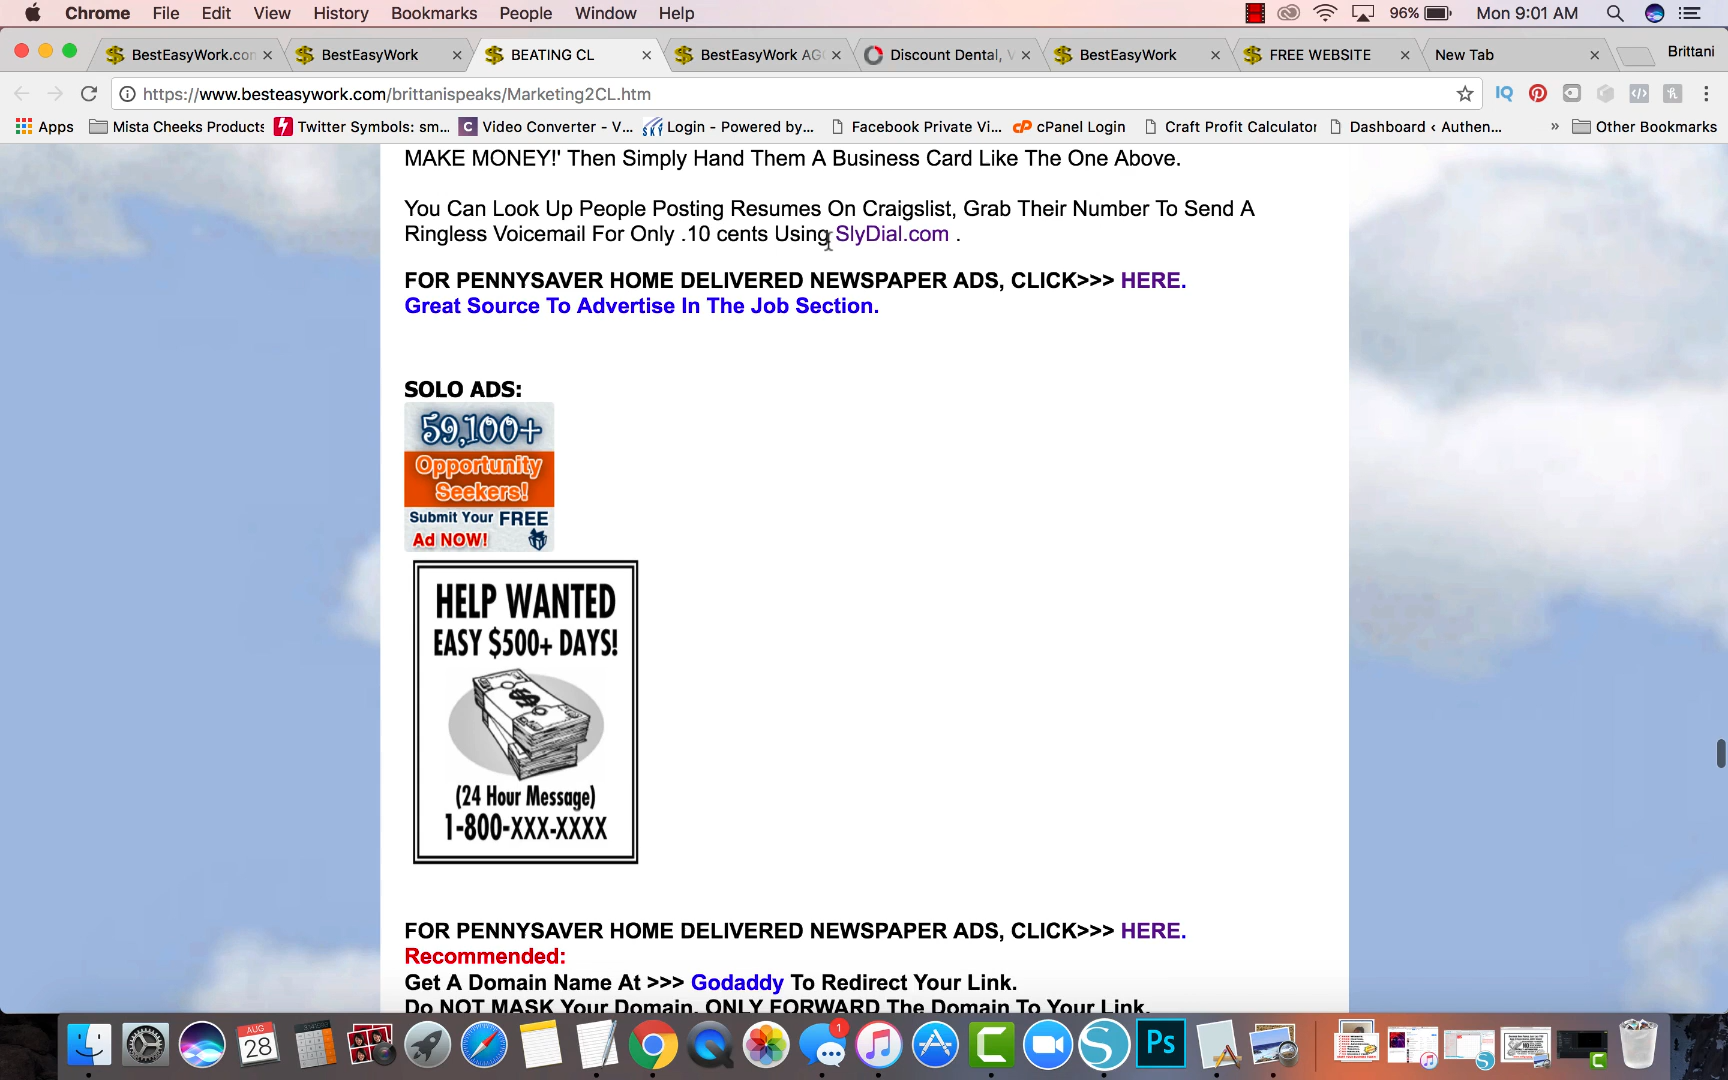 Chrome File Edit View History Bookmarks People Window Help 96% Mon 9:01 AM
BestEasyWork.com BestEasyWork BEATING CL BestEasyWork AG Discount Dental, V BestEasyWork FREE WEBSITE New Tab Brittani
https://www.besteasywork.com/brittanispeaks/Marketing2CL.htm
Apps Mista Cheeks Products Twitter Symbols: sm... Video Converter - V... Login - Powered by... Facebook Private Vi... cPanel Login Craft Profit Calculator Dashboard ‹ Authen... » Other Bookmarks
MAKE MONEY!' Then Simply Hand Them A Business Card Like The One Above.
You Can Look Up People Posting Resumes On Craigslist, Grab Their Number To Send A
Ringless Voicemail For Only .10 cents Using SlyDial.com .
FOR PENNYSAVER HOME DELIVERED NEWSPAPER ADS, CLICK>>> HERE.
Great Source To Advertise In The Job Section.
SOLO ADS:
59,100+
Opportunity
Seekers!
Submit Your FREE
Ad NOW!
HELP WANTED
EASY $500+ DAYS!
(24 Hour Message)
1-800-XXX-XXXX
FOR PENNYSAVER HOME DELIVERED NEWSPAPER ADS, CLICK>>> HERE.
Recommended:
Get A Domain Name At >>> Godaddy To Redirect Your Link.
Do NOT MASK Your Domain, ONLY FORWARD The Domain To Your Link.
AUG
28
1
Ps